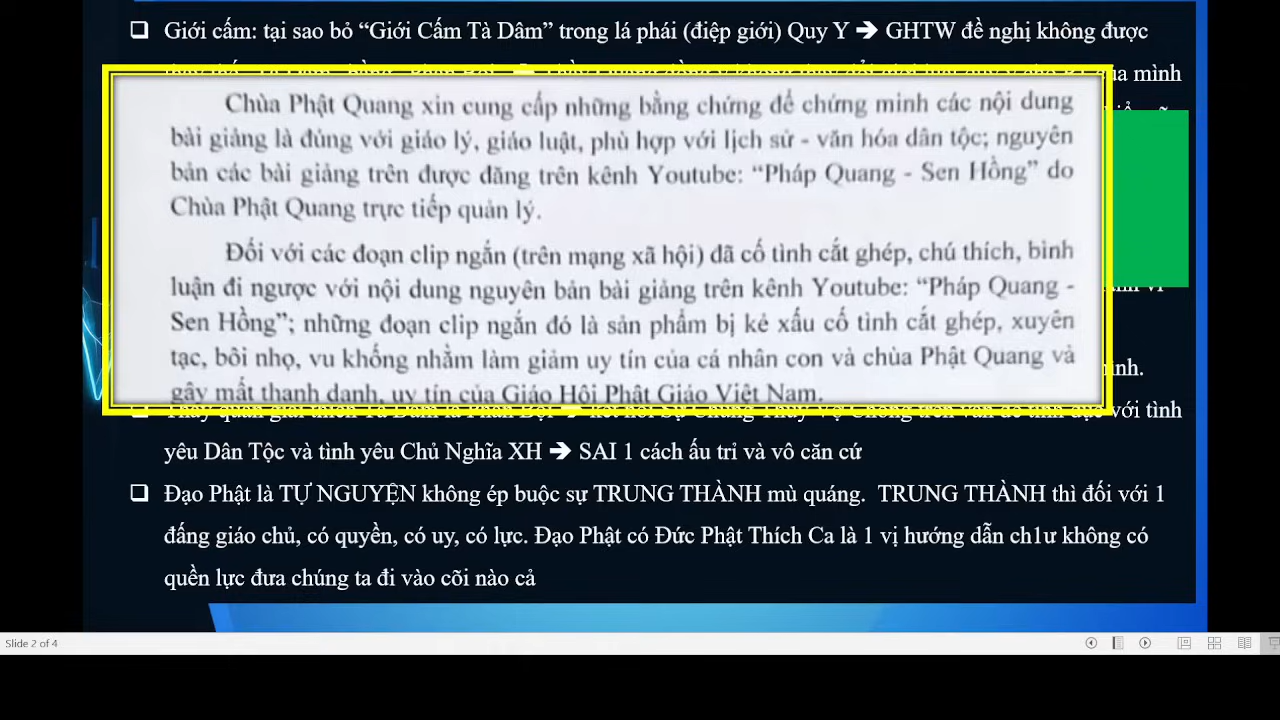 ❑ Giới cấm: tại sao bỏ “Giới Cấm Tà Dâm” trong lá phái (điệp giới) Quy Y ➔ GHTW đề nghị không được
của mình
Chùa Phật Quang xin cung cấp những bằng chứng để chứng minh các nội dung
bài giảng là đúng với giáo lý, giáo luật, phù hợp với lịch sử - văn hóa dân tộc; nguyên
bản các bài giảng trên được đăng trên kênh Youtube: “Pháp Quang - Sen Hồng” do
Chùa Phật Quang trực tiếp quản lý.
Đối với các đoạn clip ngắn (trên mạng xã hội) đã cố tình cắt ghép, chú thích, bình
luận đi ngược với nội dung nguyên bản bài giảng trên kênh Youtube: “Pháp Quang -
Sen Hồng”; những đoạn clip ngắn đó là sản phẩm bị kẻ xấu cố tình cắt ghép, xuyên
tạc, bôi nhọ, vu khống nhằm làm giảm uy tín của cá nhân con và chùa Phật Quang và
gây mất thanh danh, uy tín của Giáo Hội Phật Giáo Việt Nam.
với tình
yêu Dân Tộc và tình yêu Chủ Nghĩa XH ➔ SAI 1 cách ấu trỉ và vô căn cứ
❑ Đạo Phật là TỰ NGUYỆN không ép buộc sự TRUNG THÀNH mù quáng. TRUNG THÀNH thì đối với 1
đấng giáo chủ, có quyền, có uy, có lực. Đạo Phật có Đức Phật Thích Ca là 1 vị hướng dẫn ch1ư không có
quền lực đưa chúng ta đi vào cõi nào cả
Slide 2 of 4